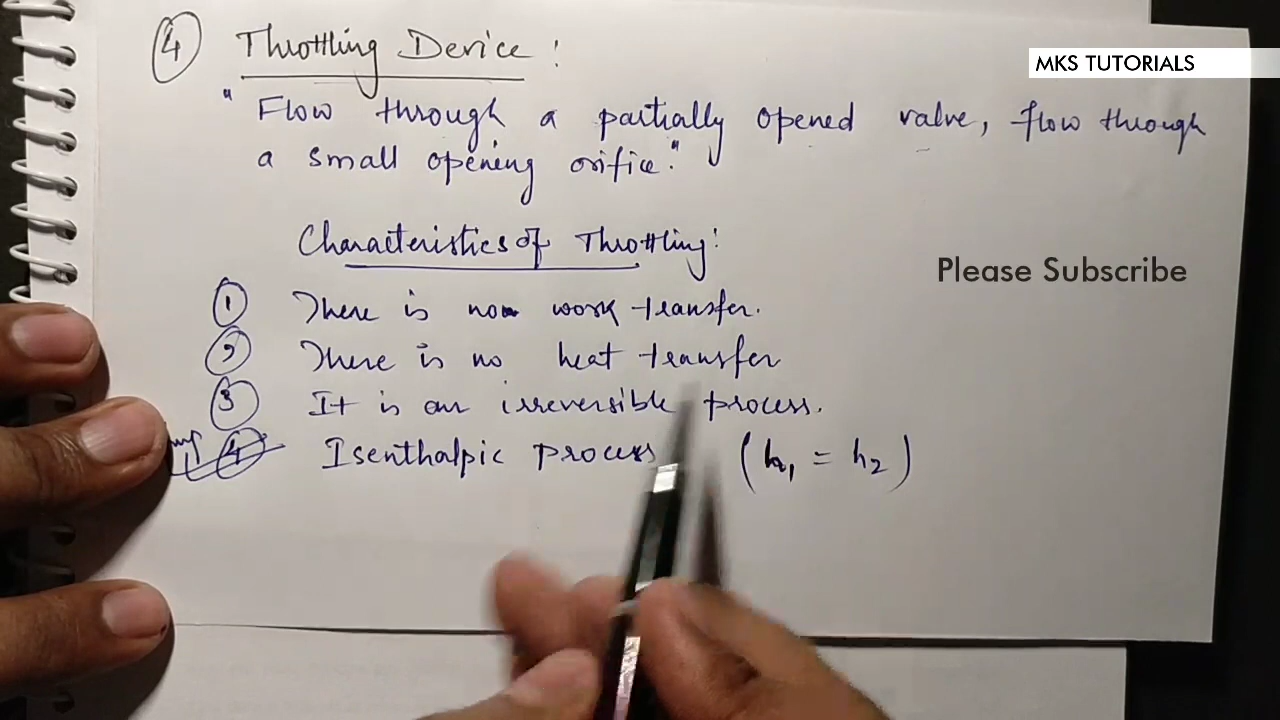 ④ Throttling Device :
MKS TUTORIALS
" Flow through a partially opened valve, flow through
a small opening orifice."
Characteristics of Throttling:
Please Subscribe
① There is no work transfer.
② There is no heat transfer
③ It is an irreversible process.
④ Isenthalpic process (h₁ = h₂)